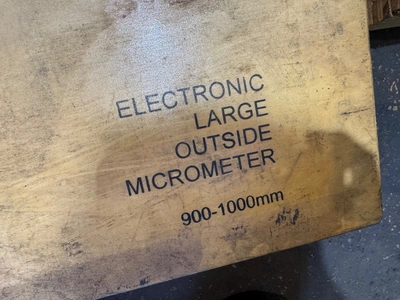 ELECTRONIC
LARGE
OUTSIDE
MICROMETER
900-1000mm